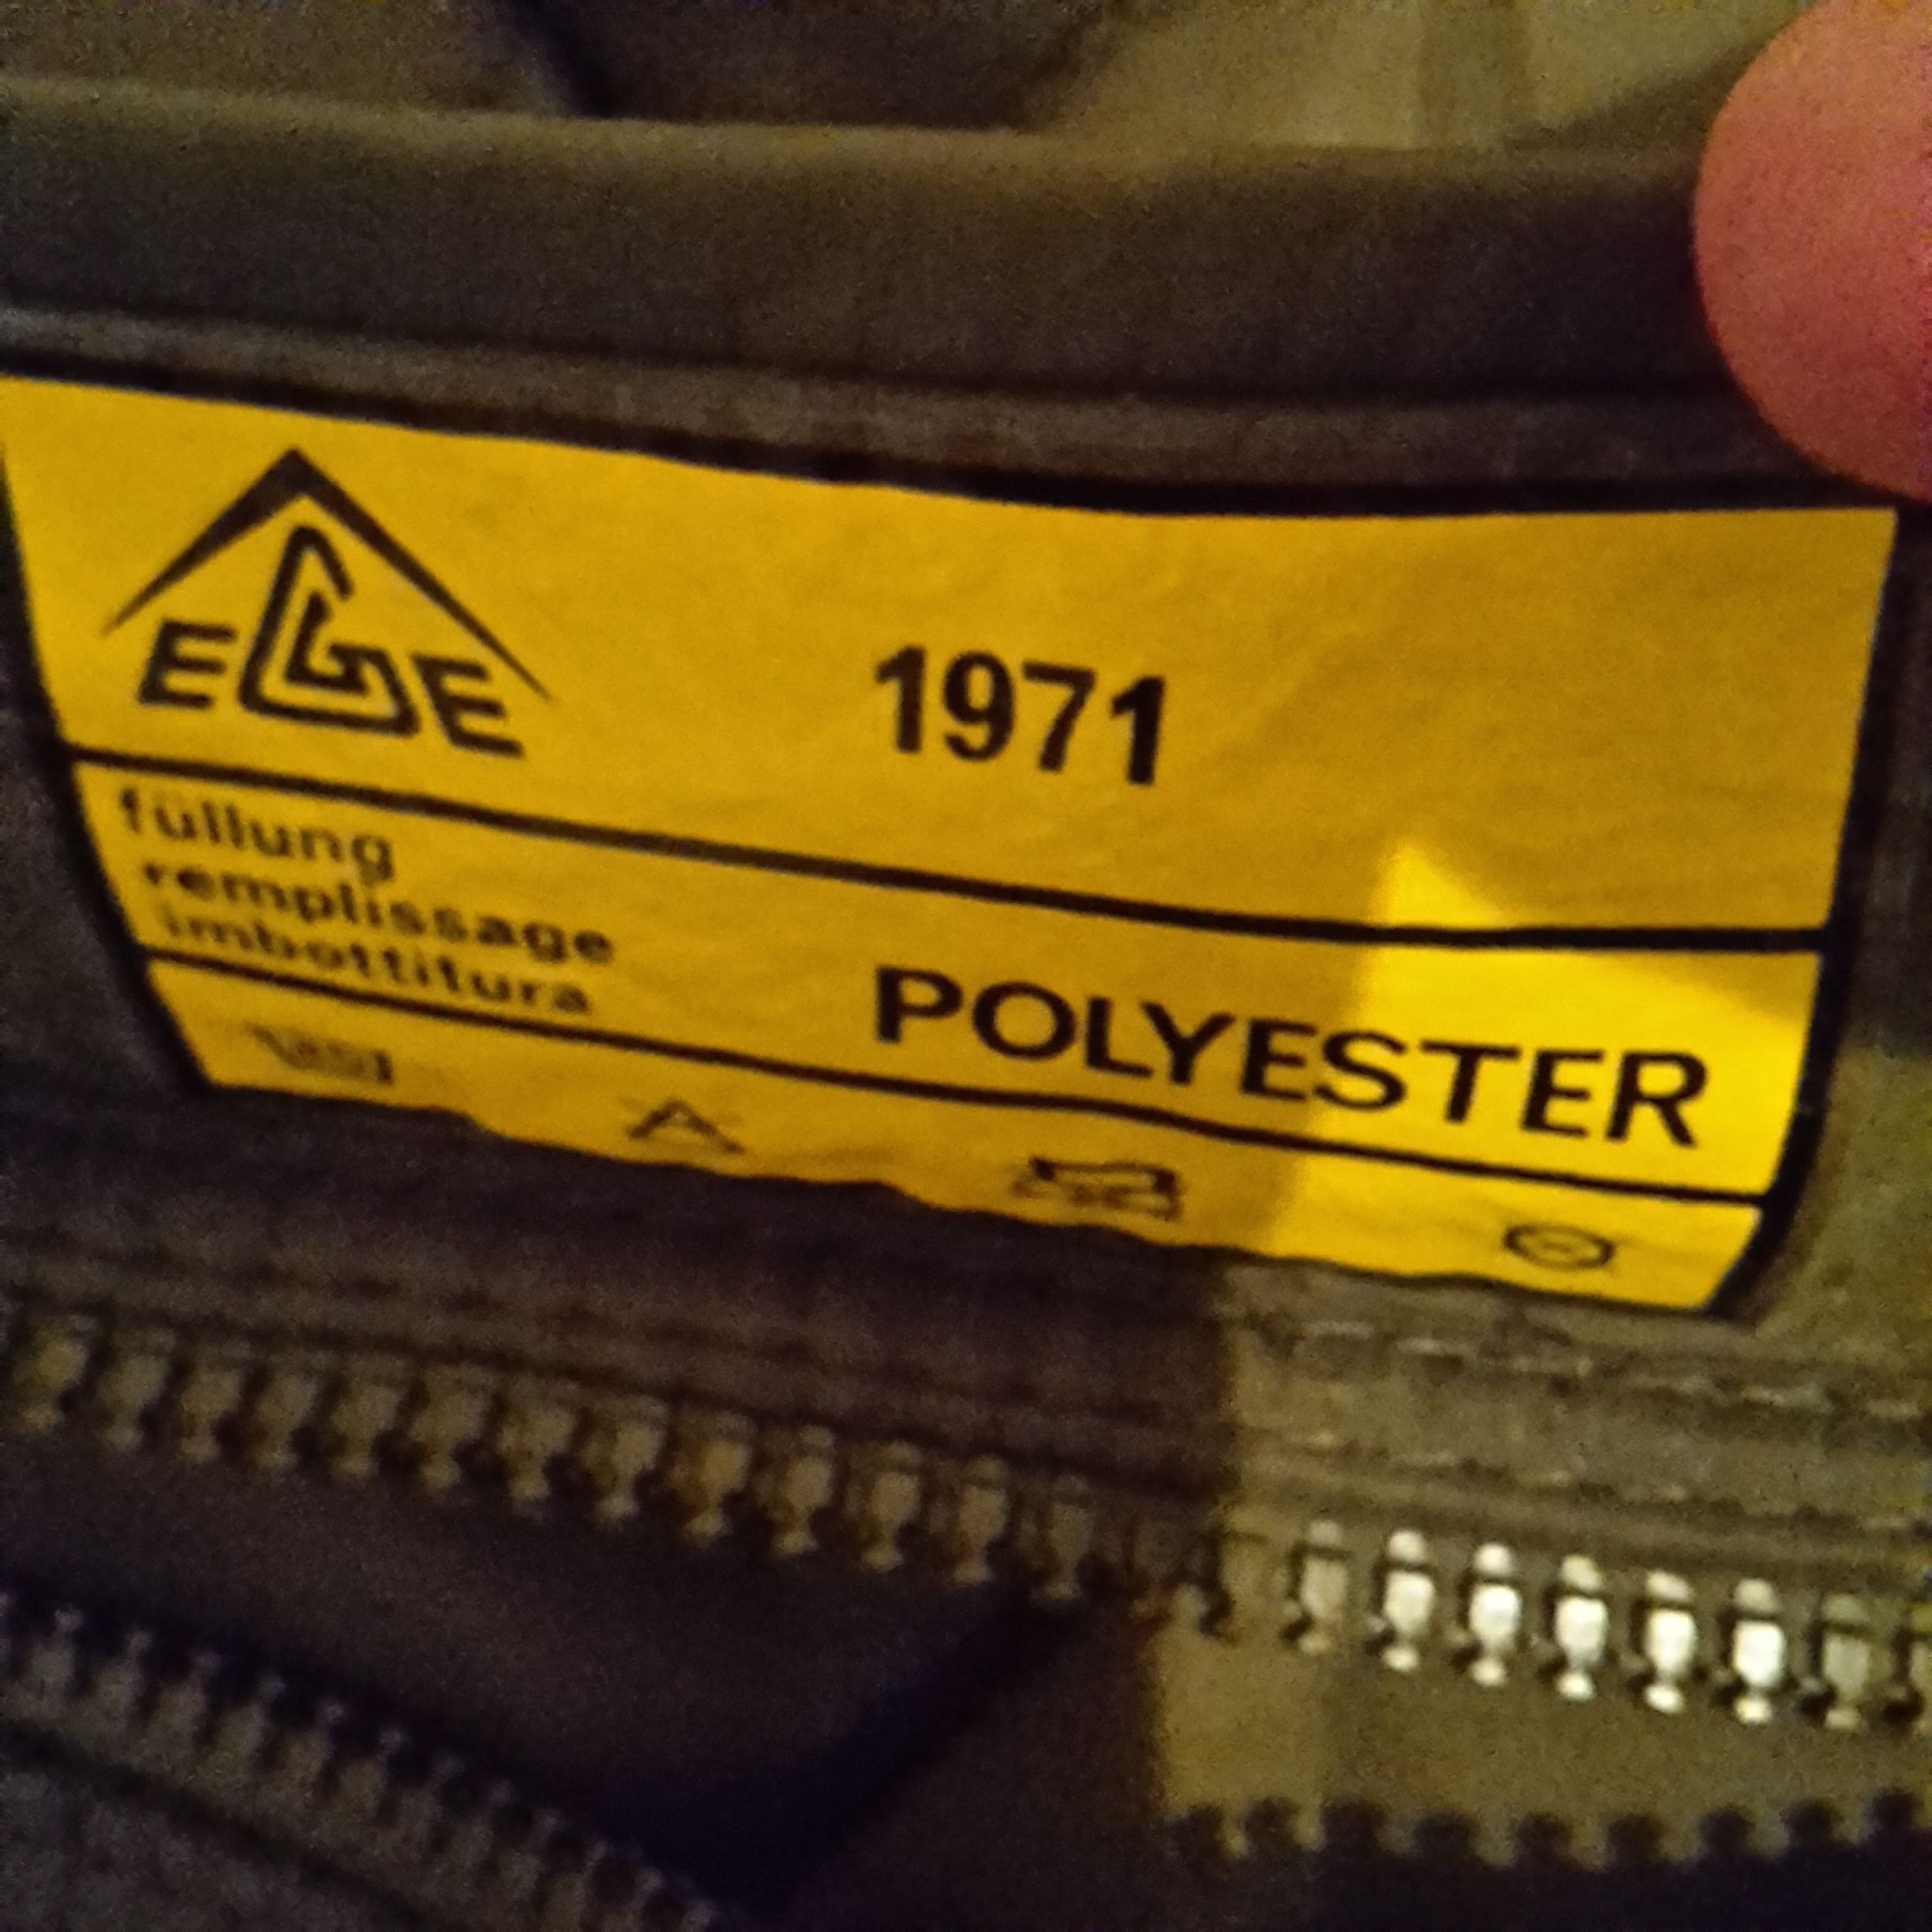 EGE
1971
füllung
remplissage
imbottitura
POLYESTER